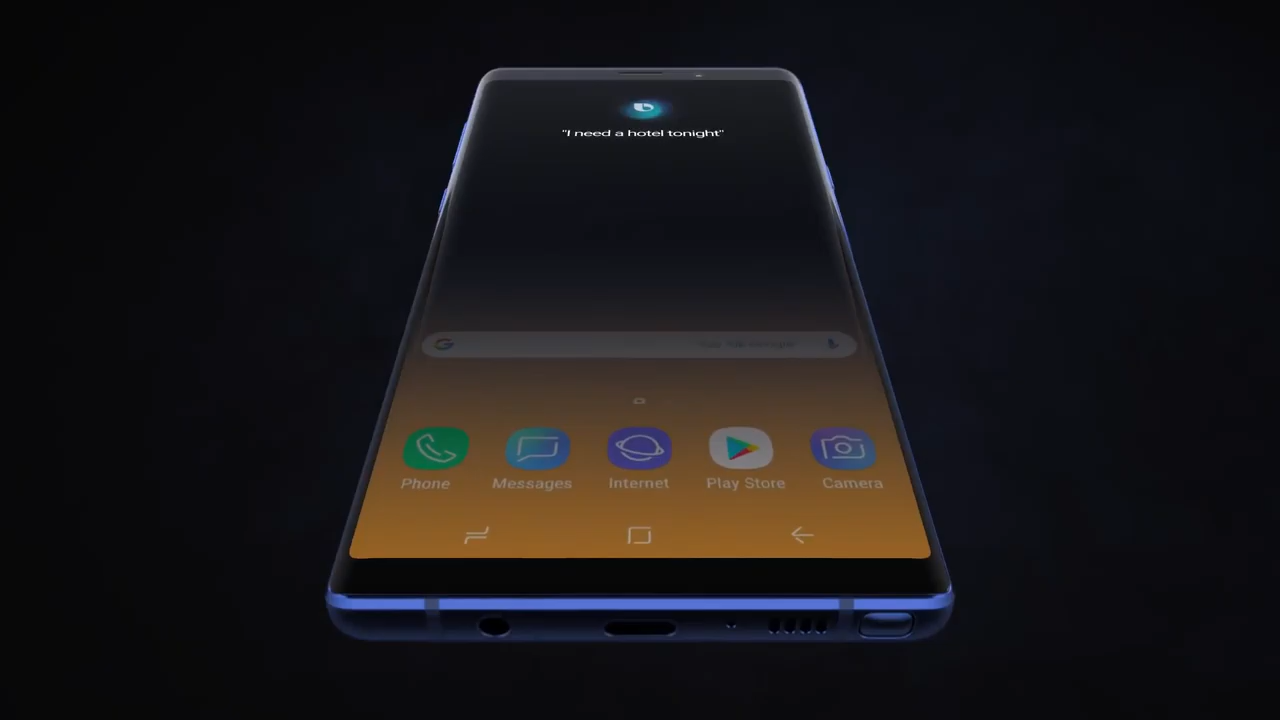 "I need a hotel tonight"
Phone
Messages
Internet
Play Store
Camera